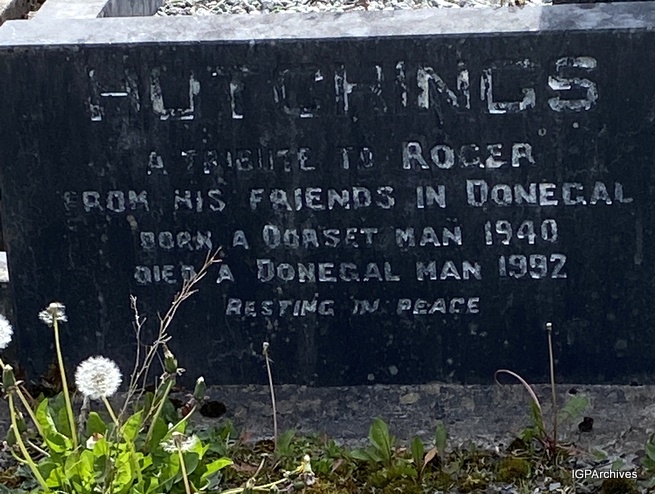 HUTCHINGS
A TRIBUTE TO ROGER
FROM HIS FRIENDS IN DONEGAL
BORN A DORSET MAN 1940
DIED A DONEGAL MAN 1992
RESTING IN PEACE
IGPArchives